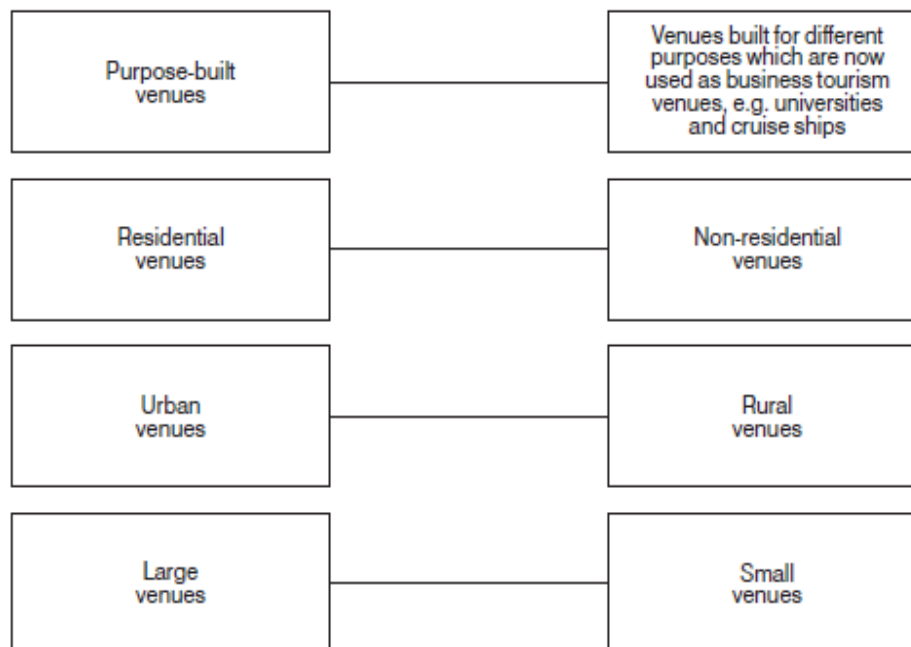 Purpose-built
venues
Venues built for different
purposes which are now
used as business tourism
venues, e.g. universities
and cruise ships
Residential
venues
Non-residential
venues
Urban
venues
Rural
venues
Large
venues
Small
venues